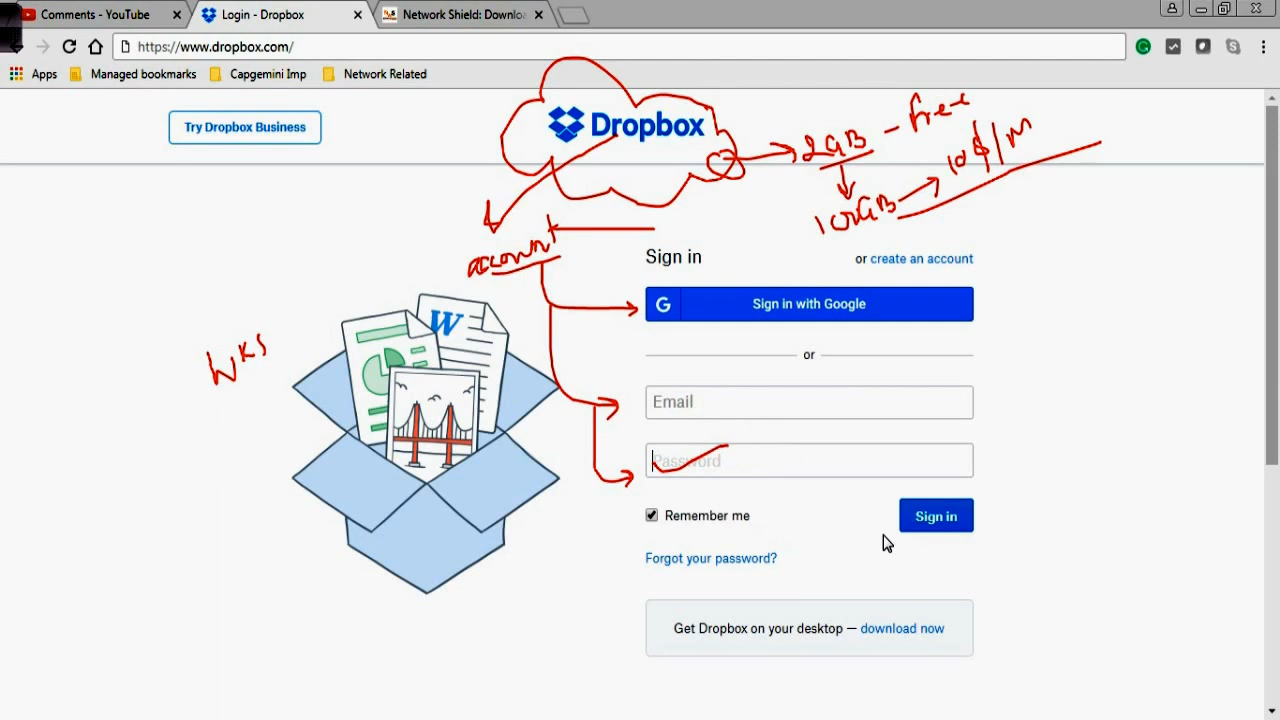 Comments - YouTube
Login - Dropbox
Network Shield: Downloa
https://www.dropbox.com/
Apps
Managed bookmarks
Capgemini Imp
Network Related
Try Dropbox Business
Dropbox
2GB - free
10$/M
account
Sign in
or create an account
G
Sign in with Google
or
W
WKS
Email
Password
Remember me
Sign in
Forgot your password?
Get Dropbox on your desktop — download now